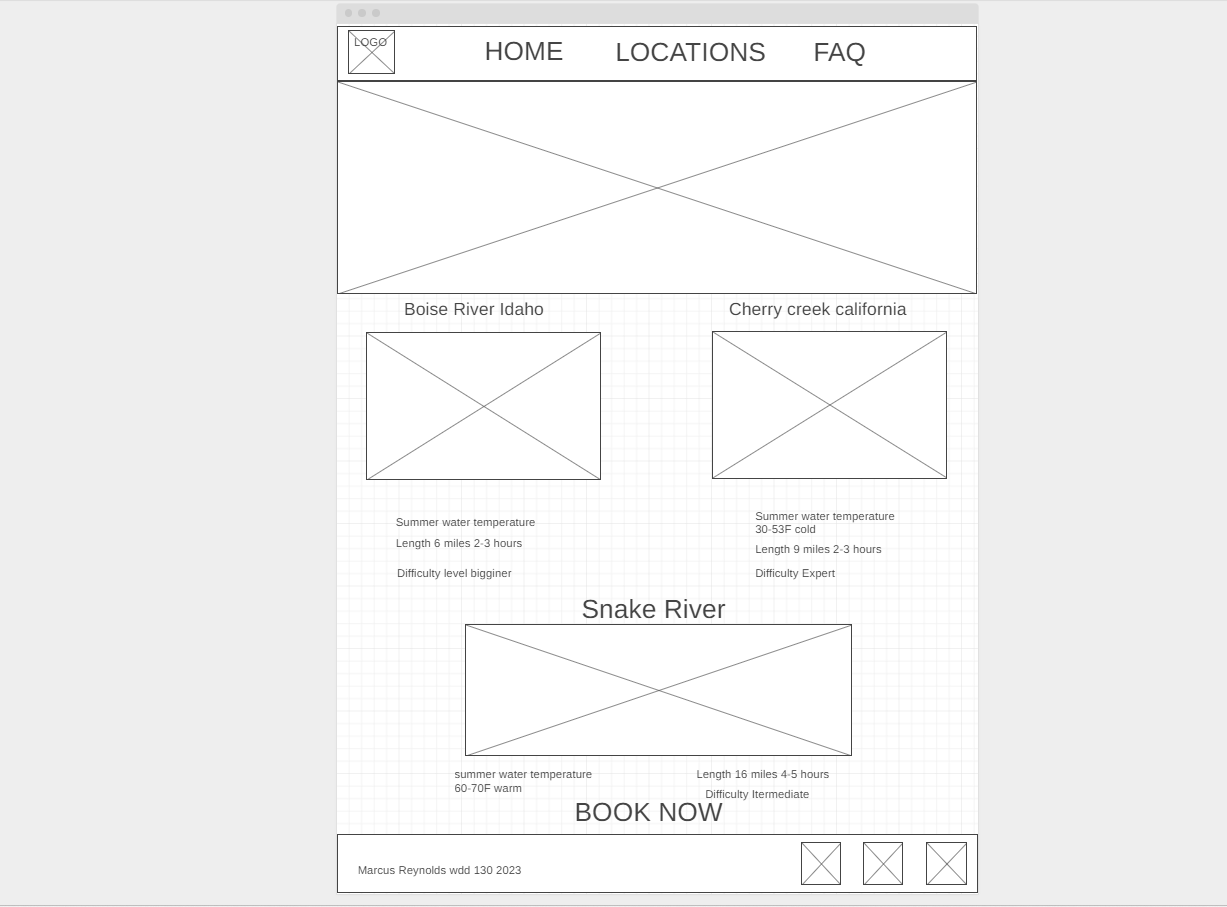 LOGO
HOME LOCATIONS FAQ
Boise River Idaho
Cherry creek california
Summer water temperature
Length 6 miles 2-3 hours
Difficulty level bigginer
Summer water temperature
30-53F cold
Length 9 miles 2-3 hours
Difficulty Expert
Snake River
summer water temperature
60-70F warm
Length 16 miles 4-5 hours
Difficulty Itermediate
BOOK NOW
Marcus Reynolds wdd 130 2023